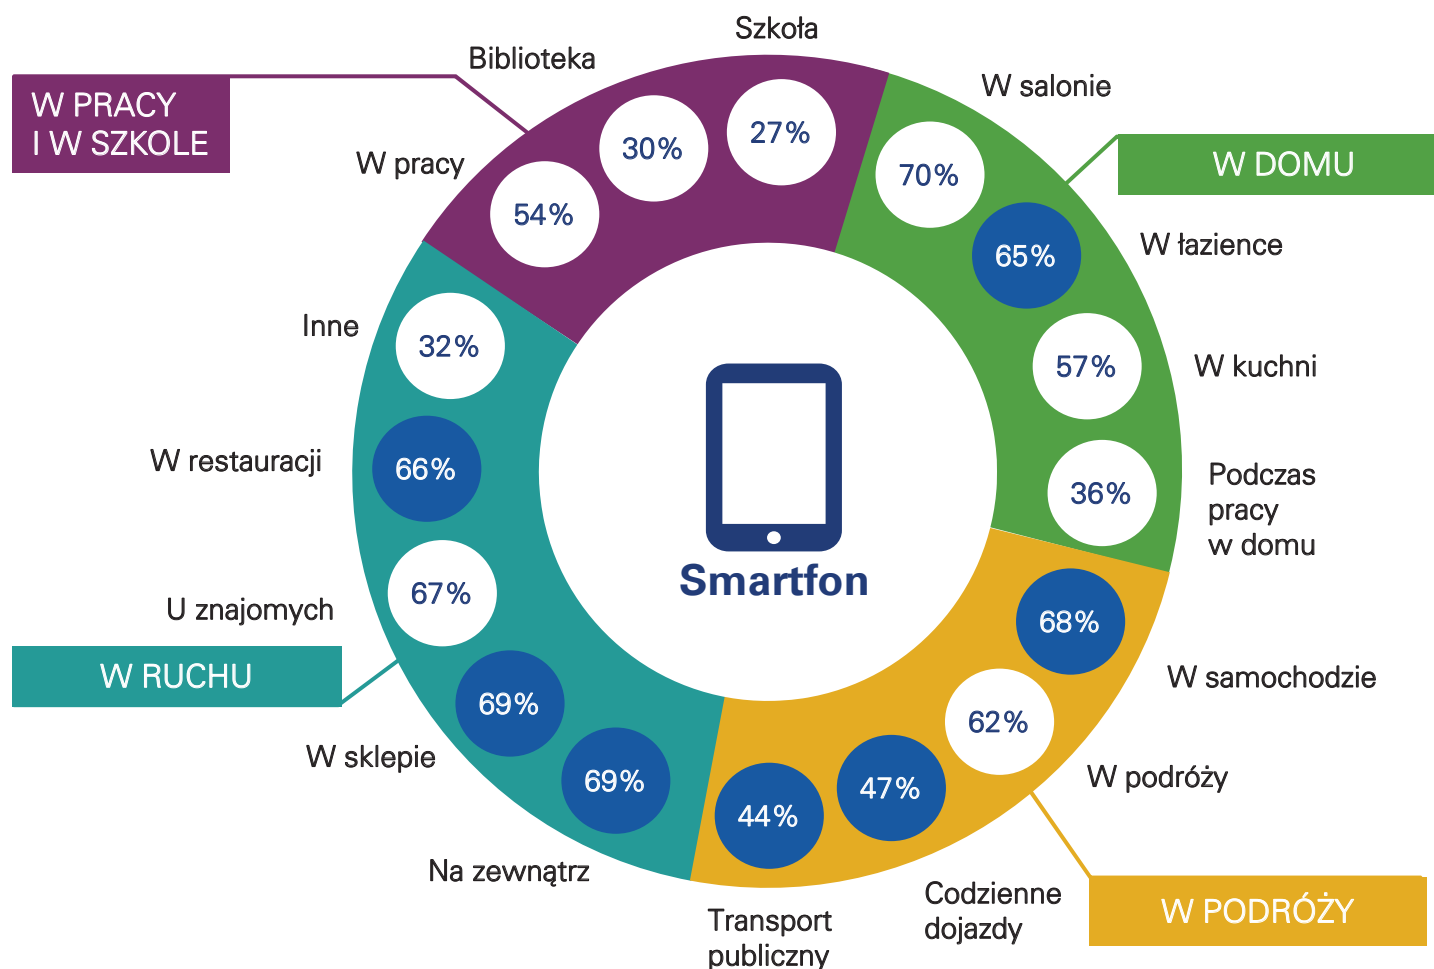 Szkoła
Biblioteka
W salonie
W PRACY
I W SZKOLE
W pracy
W DOMU
27%
30%
54%
70%
65%
W łazience
Inne
32%
57%
W kuchni
W restauracji
66%
36%
Podczas
pracy
w domu
Smartfon
U znajomych
67%
68%
W samochodzie
W RUCHU
69%
62%
W sklepie
69%
47%
44%
W podróży
Na zewnątrz
Codzienne
dojazdy
W PODRÓŻY
Transport
publiczny